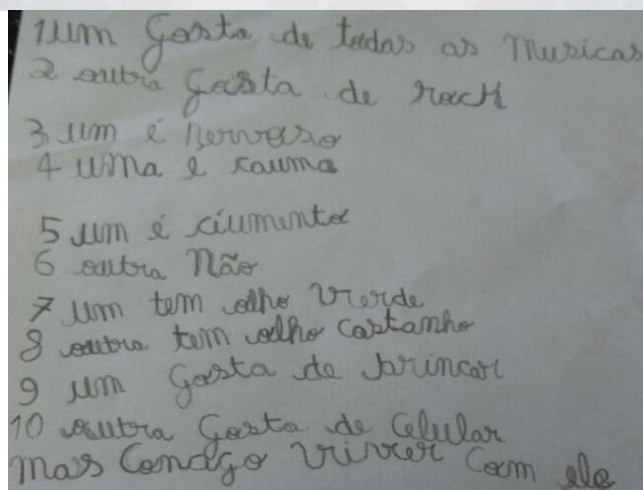 1 um Gosta de todas as Musicas
2 outra Gosta de rock
3 um é Nervoso
4 uma e cauma
5 um é ciumento
6 outra Não
7 um tem olho Verde
8 outra tem olho castanho
9 um Gosta de brincar
10 outra Gosta de Celular
mas Consigo Viver Com ele